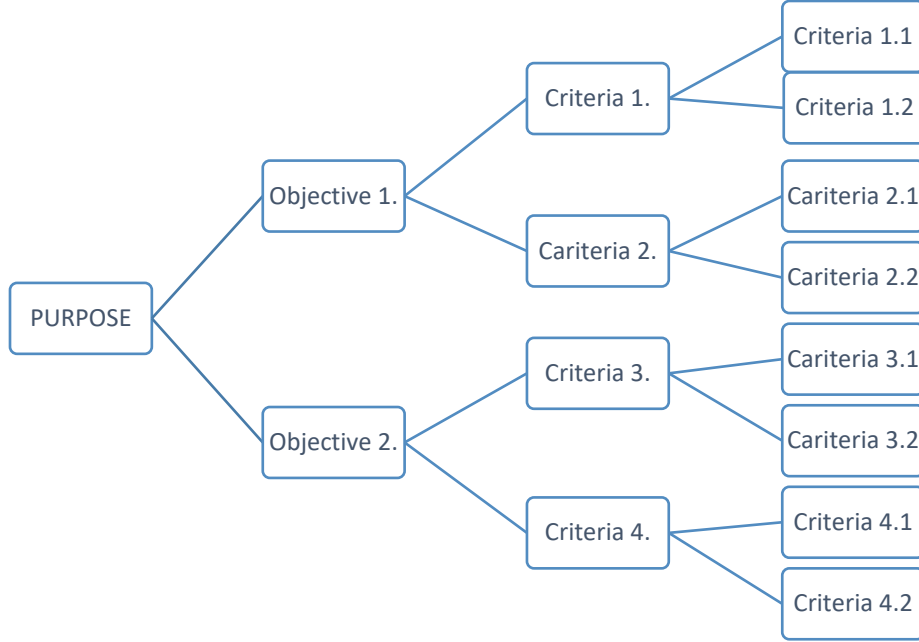 PURPOSE
Objective 1.
Criteria 1.
Criteria 1.1
Criteria 1.2
Cariteria 2.
Cariteria 2.1
Cariteria 2.2
Objective 2.
Criteria 3.
Cariteria 3.1
Cariteria 3.2
Criteria 4.
Criteria 4.1
Criteria 4.2